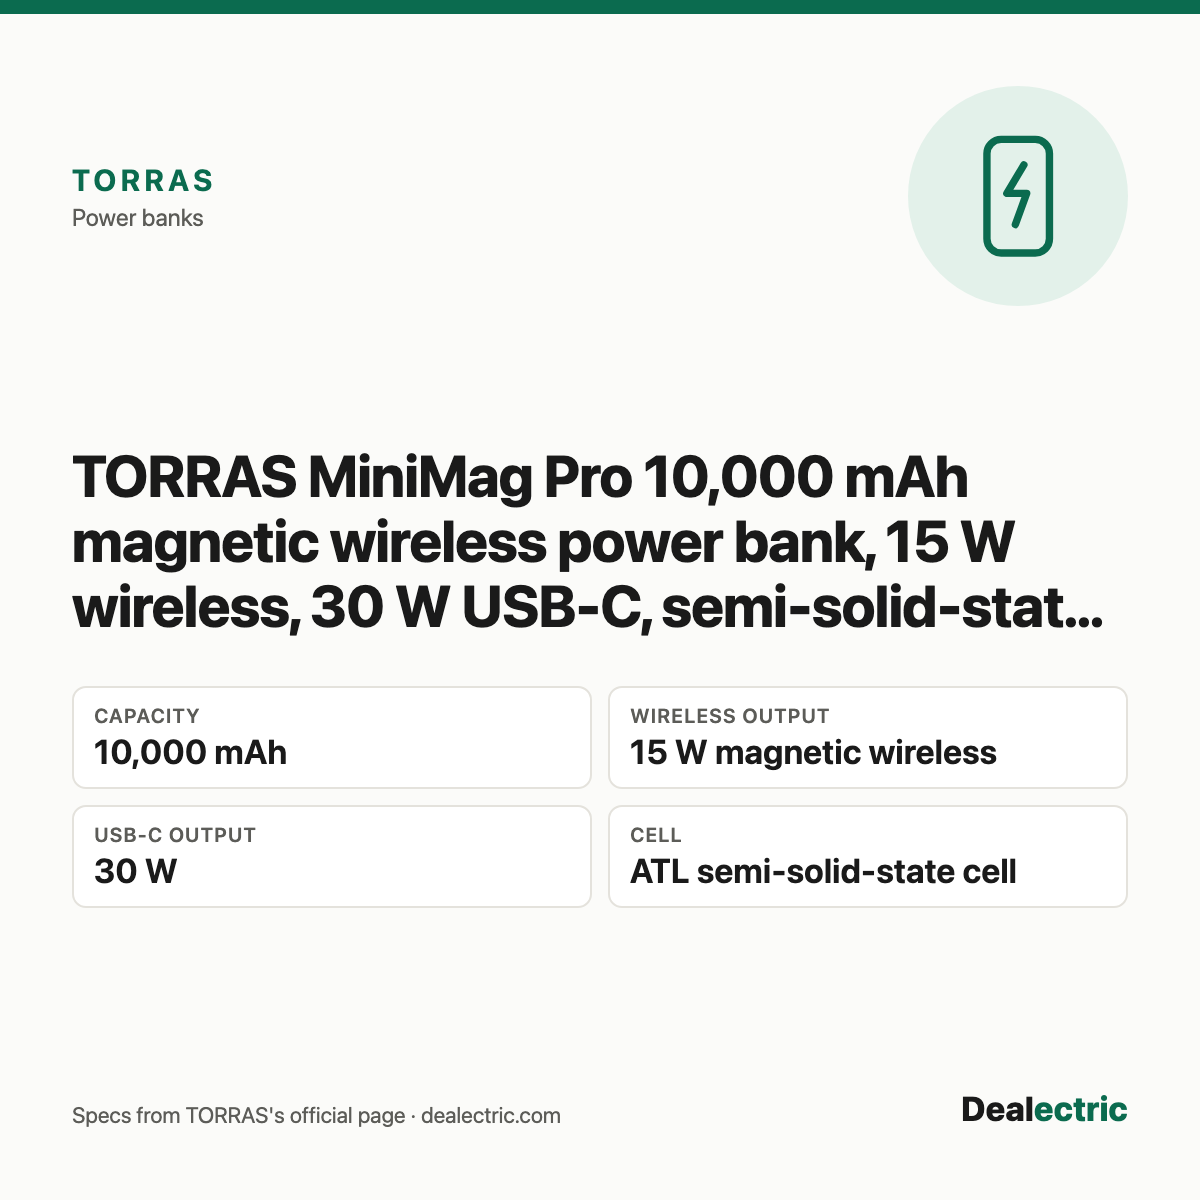 TORRAS
Power banks
TORRAS MiniMag Pro 10,000 mAh
magnetic wireless power bank, 15 W
wireless, 30 W USB-C, semi-solid-stat...
CAPACITY
10,000 mAh
WIRELESS OUTPUT
15 W magnetic wireless
USB-C OUTPUT
30 W
CELL
ATL semi-solid-state cell
Specs from TORRAS's official page · dealectric.com
Dealectric